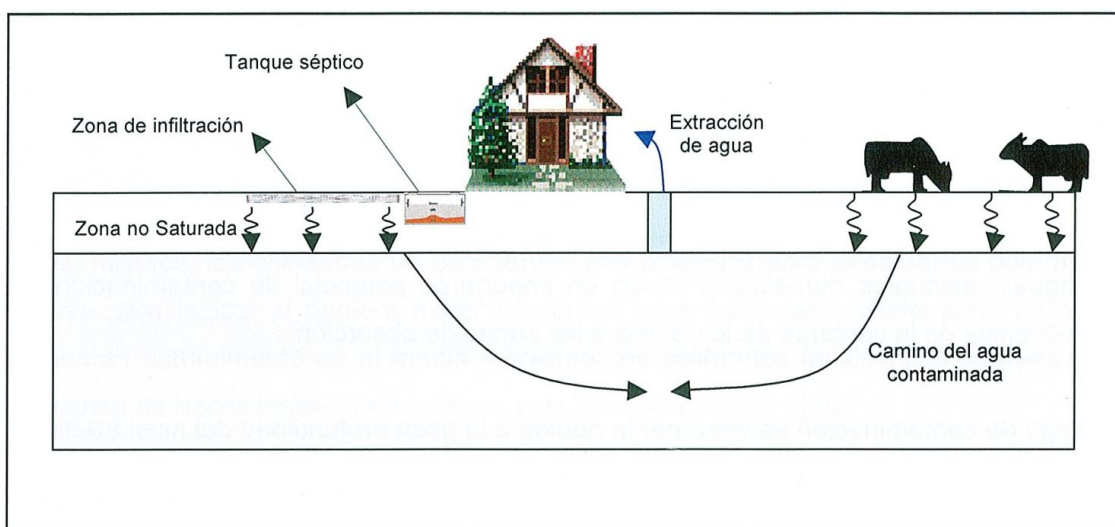 Tanque séptico
Zona de infiltración
Extracción
de agua
Zona no Saturada
Camino del agua
contaminada